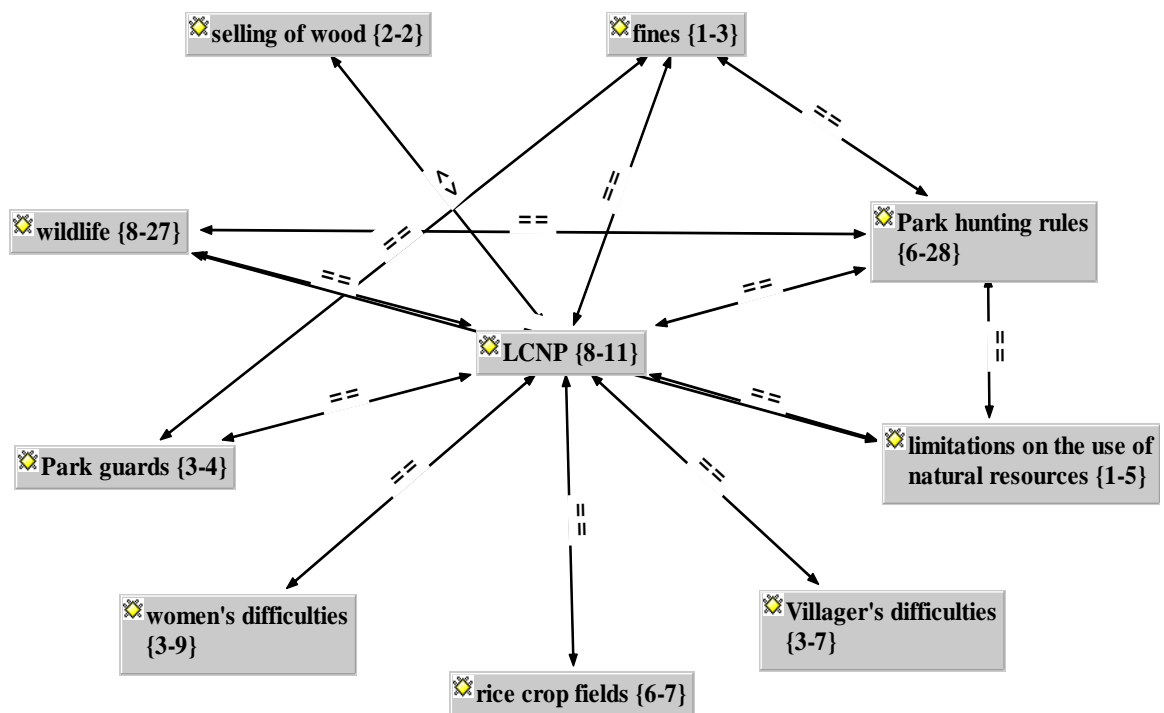 selling of wood {2-2}
fines {1-3}
==
<>
==
wildlife {8-27}
==
==
Park hunting rules
{6-28}
==
==
==
LCNP {8-11}
==
==
Park guards {3-4}
limitations on the use of
natural resources {1-5}
==
==
==
women's difficulties
{3-9}
Villager's difficulties
{3-7}
rice crop fields {6-7}